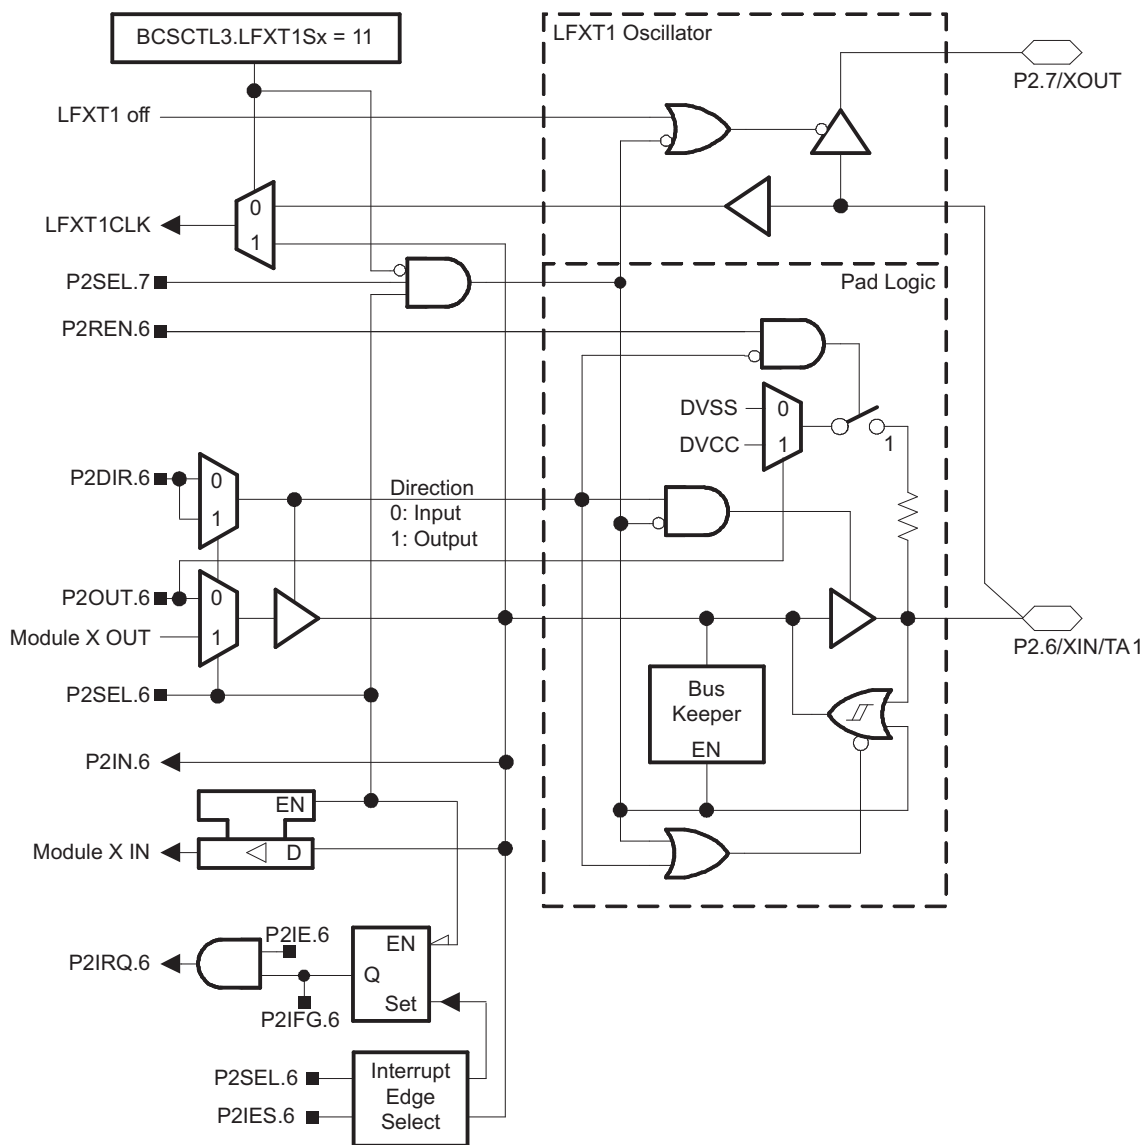 BCSCTL3.LFXT1Sx = 11
LFXT1 Oscillator
P2.7/XOUT
LFXT1 off
0
LFXT1CLK
1
P2SEL.7
Pad Logic
P2REN.6
DVSS
0
DVCC
1
1
P2DIR.6
0
1
Direction
0: Input
1: Output
P2OUT.6
0
Module X OUT
1
P2.6/XIN/TA1
P2SEL.6
Bus
Keeper
EN
P2IN.6
EN
Module X IN
D
P2IE.6
EN
P2IRQ.6
Q
Set
P2IFG.6
P2SEL.6
P2IES.6
Interrupt
Edge
Select